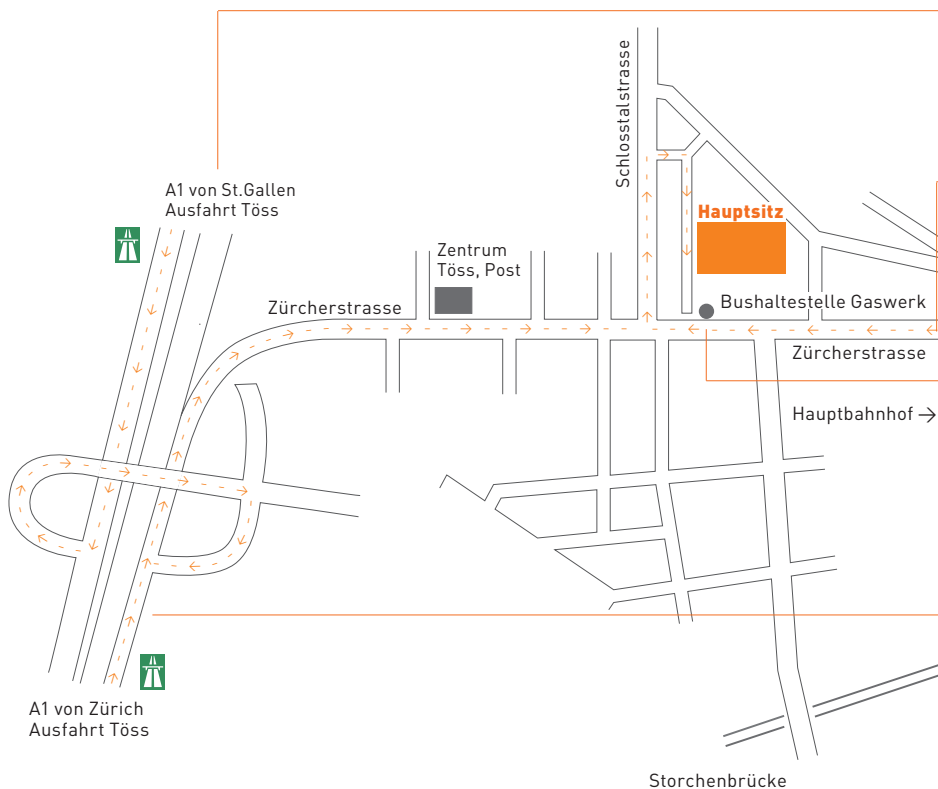 Schlosstalstrasse
A1 von St.Gallen
Ausfahrt Töss
Hauptsitz
Zentrum
Töss, Post
Bushaltestelle Gaswerk
Zürcherstrasse
Zürcherstrasse
Hauptbahnhof →
A1 von Zürich
Ausfahrt Töss
Storchenbrücke